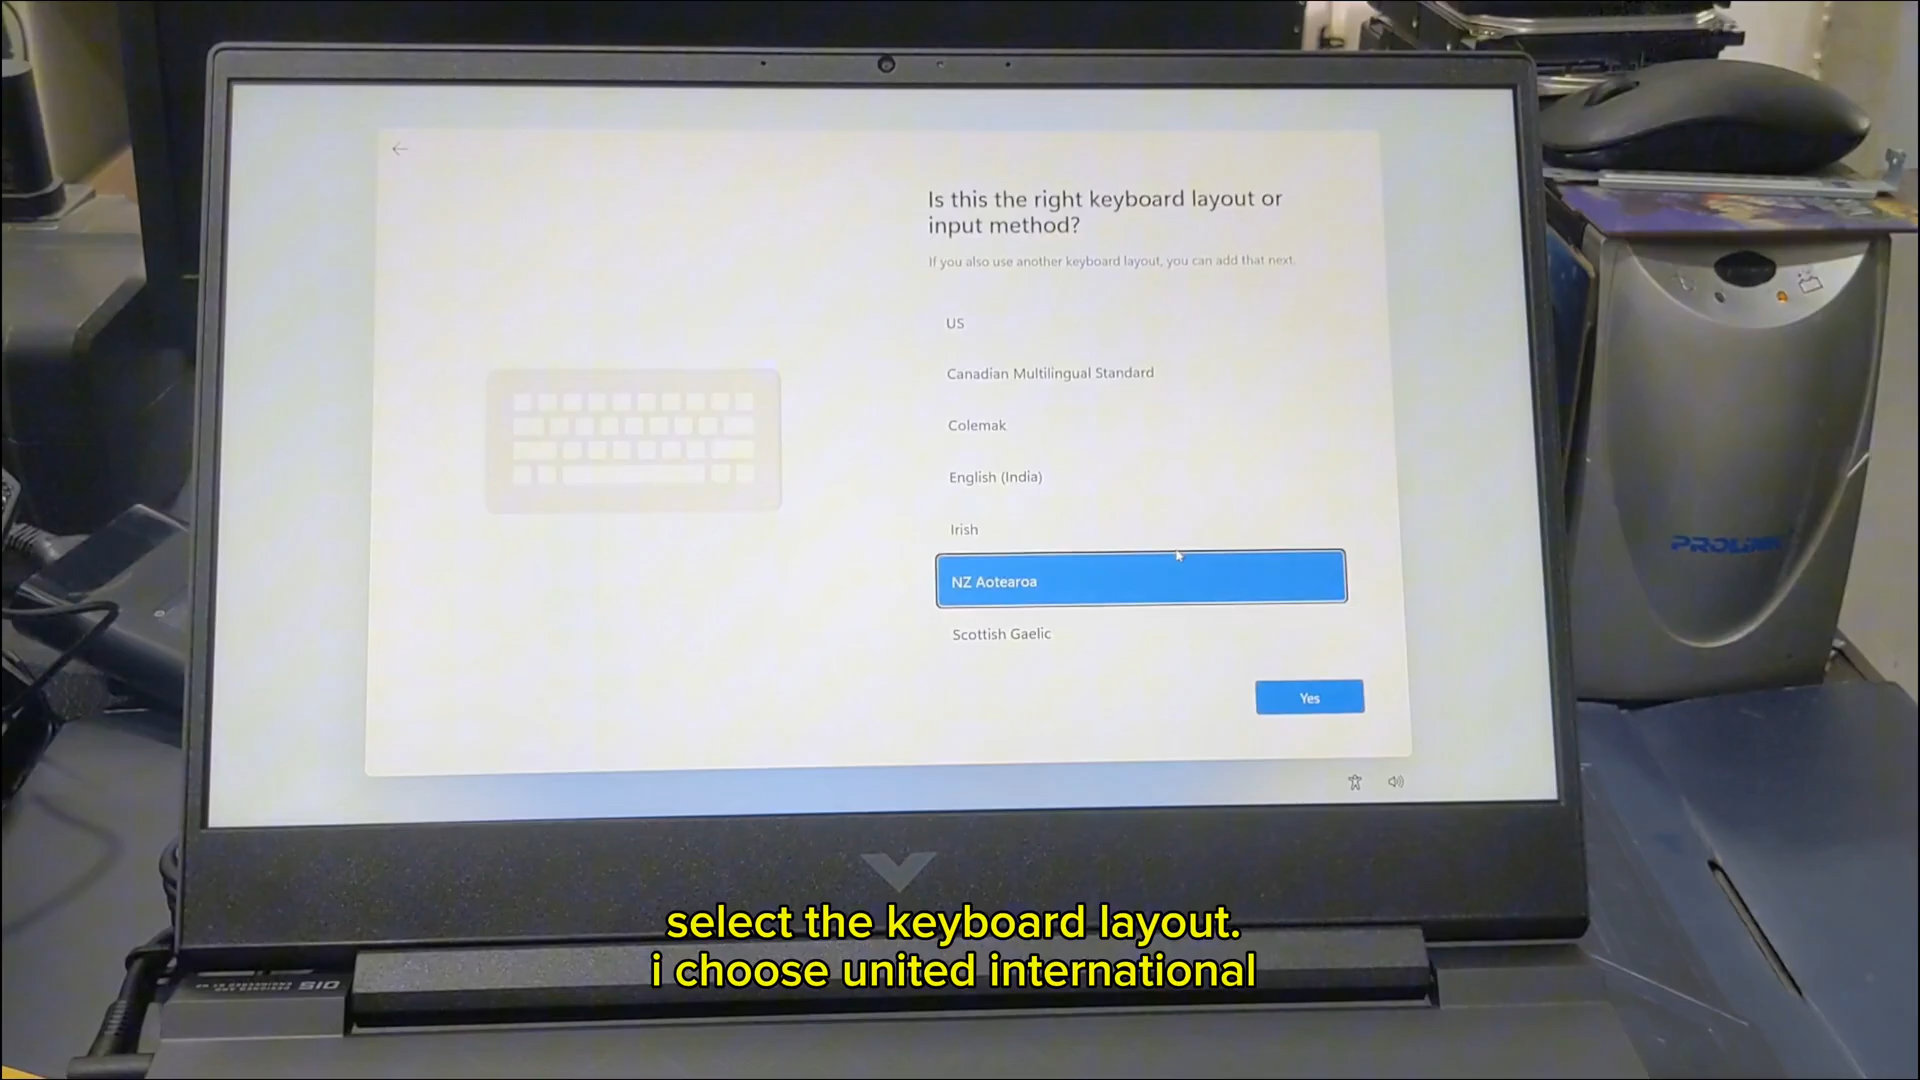 Is this the right keyboard layout or
input method?
If you also use another keyboard layout, you can add that next.
US
Canadian Multilingual Standard
Colemak
English (India)
Irish
NZ Aotearoa
Scottish Gaelic
Yes
PROLiNK
select the keyboard layout.
i choose united international